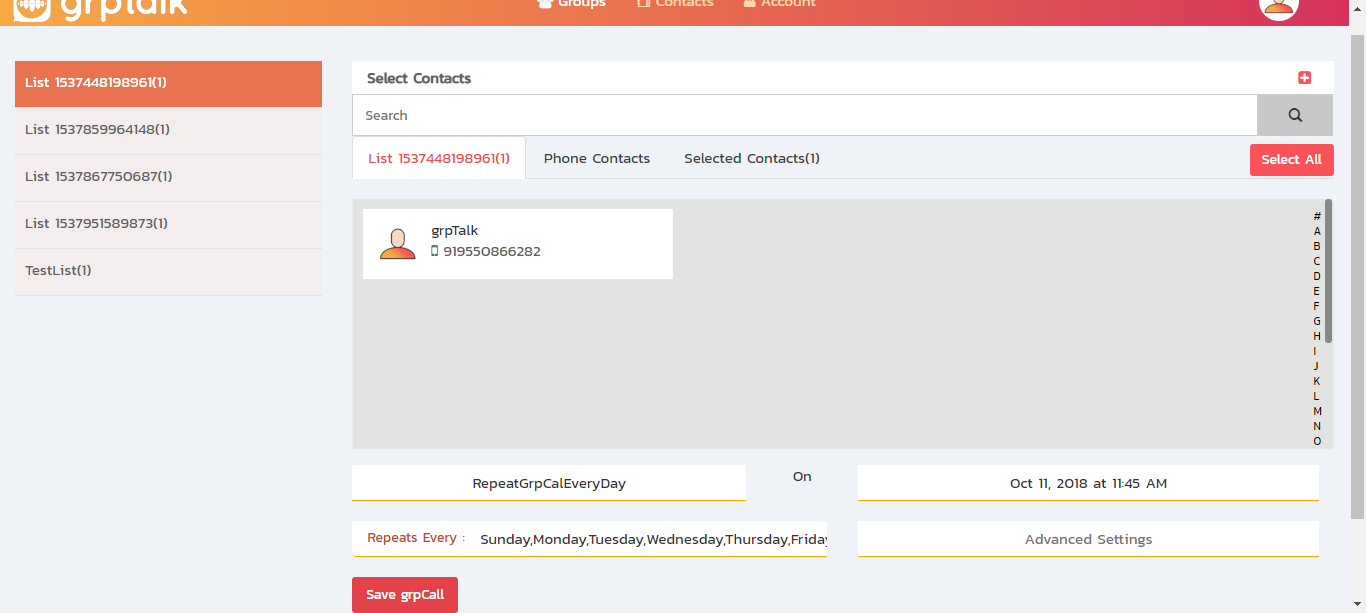 grpTalk
Groups
Contacts
Account
List 1537448198961(1)
List 1537859964148(1)
List 1537867750687(1)
List 1537951589873(1)
TestList(1)
Select Contacts
Search
List 1537448198961(1)
Phone Contacts
Selected Contacts(1)
Select All
grpTalk
919550866282
#
A
B
C
D
E
F
G
H
I
J
K
L
M
N
O
RepeatGrpCalEveryDay
On
Oct 11, 2018 at 11:45 AM
Repeats Every :
Sunday,Monday,Tuesday,Wednesday,Thursday,Friday
Advanced Settings
Save grpCall